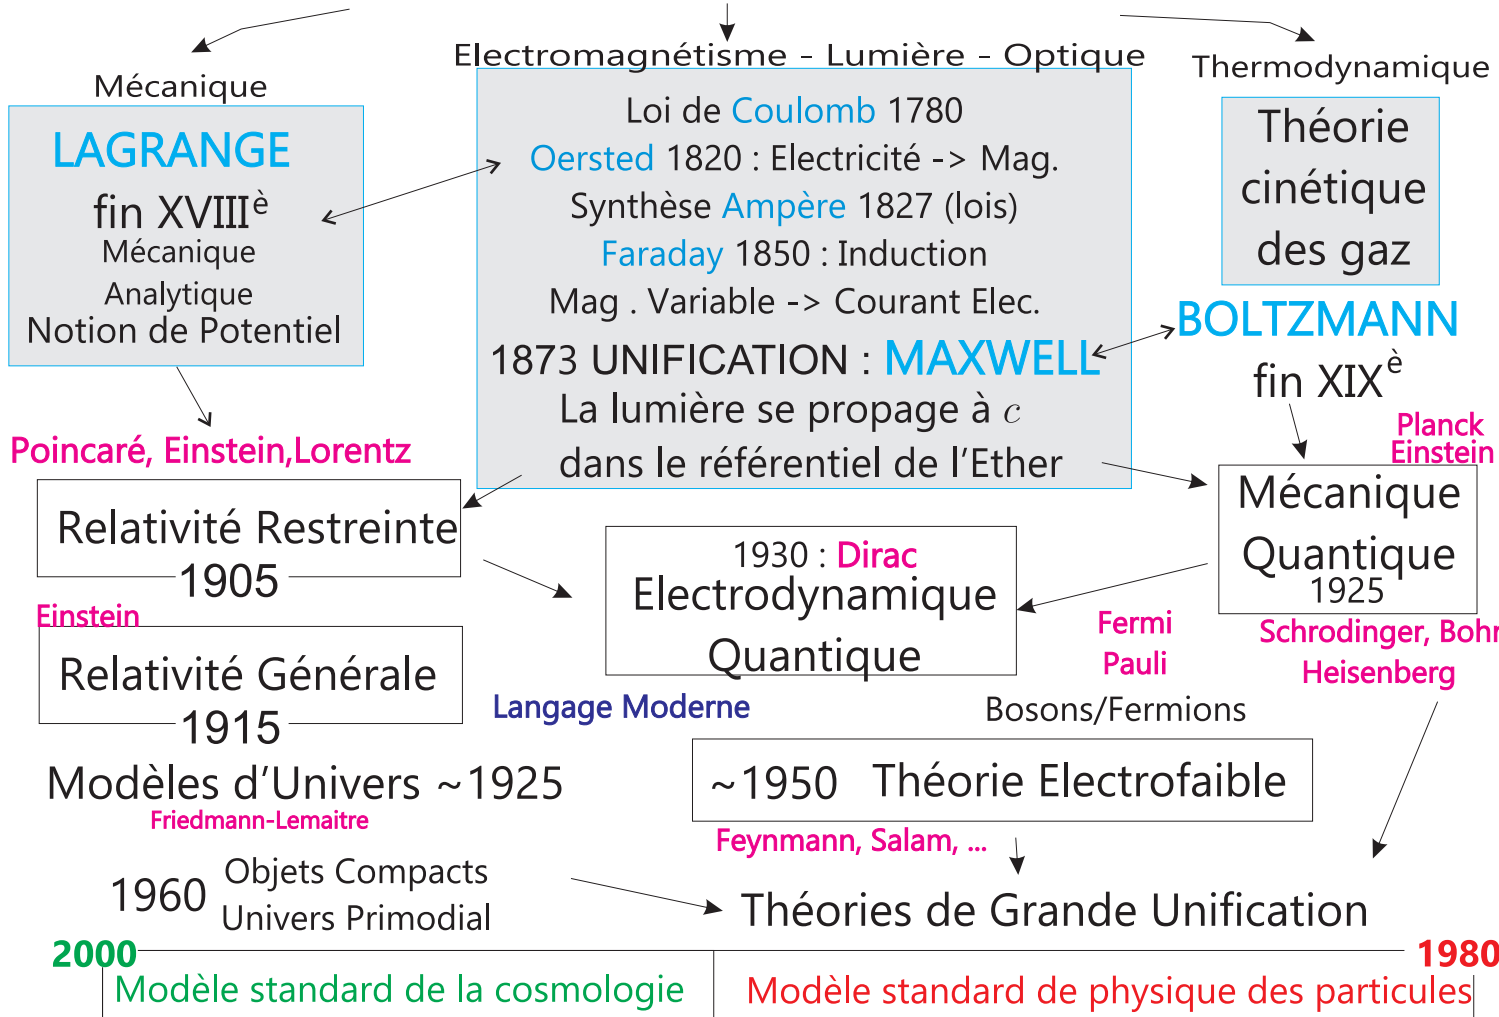 Mécanique
LAGRANGE
fin XVIIIè
Mécanique
Analytique
Notion de Potentiel
Electromagnétisme - Lumière - Optique
Loi de Coulomb 1780
Oersted 1820 : Electricité -> Mag.
Synthèse Ampère 1827 (lois)
Faraday 1850 : Induction
Mag . Variable -> Courant Elec.
1873 UNIFICATION : MAXWELL
La lumière se propage à c
dans le référentiel de l'Ether
Thermodynamique
Théorie
cinétique
des gaz
BOLTZMANN
fin XIXè
Planck
Einstein
Poincaré, Einstein,Lorentz
Relativité Restreinte
1905
Einstein
Relativité Générale
1915
Modèles d'Univers ~1925
Friedmann-Lemaitre
1960
Objets Compacts
Univers Primodial
1930 : Dirac
Electrodynamique
Quantique
Langage Moderne
Mécanique
Quantique
1925
Schrodinger, Bohr
Heisenberg
Fermi
Pauli
Bosons/Fermions
~1950 Théorie Electrofaible
Feynmann, Salam, ...
Théories de Grande Unification
2000
1980
Modèle standard de la cosmologie
Modèle standard de physique des particules